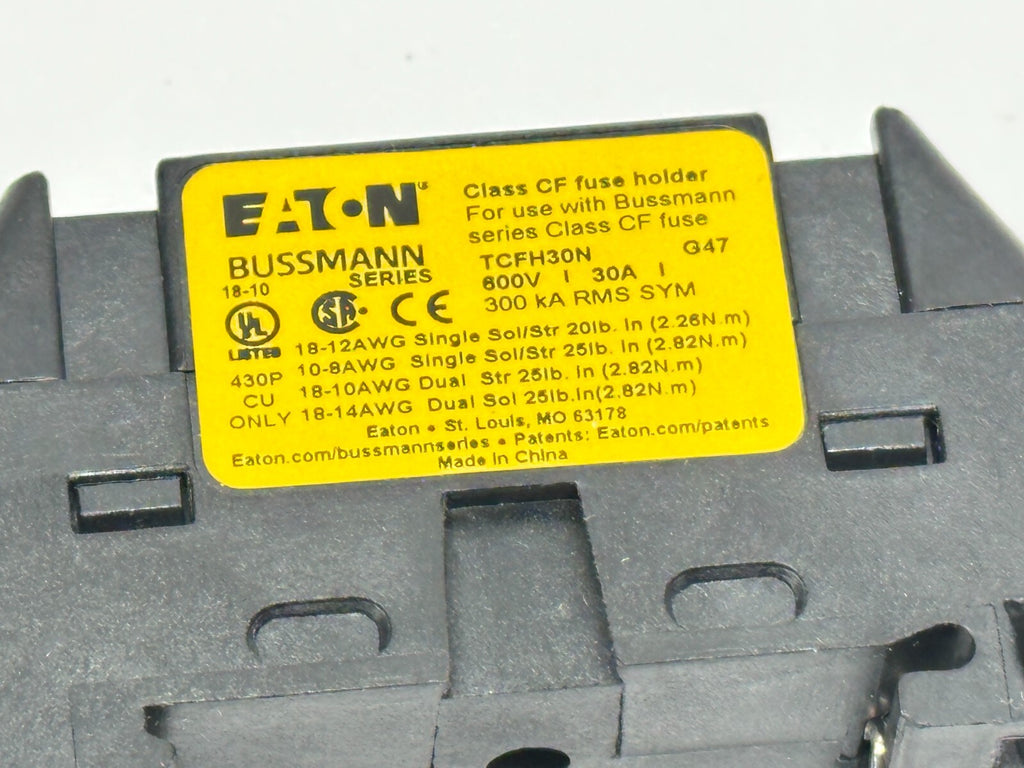 EATON®
BUSSMANN
SERIES
18-10
Class CF fuse holder
For use with Bussmann
series Class CF fuse
TCFH30N G47
600V | 30A |
300 kA RMS SYM
UL
LISTED
430P
CU
ONLY
CSA
CE
18-12AWG Single Sol/Str 20lb. In (2.26N.m)
10-8AWG Single Sol/Str 25lb. In (2.82N.m)
18-10AWG Dual Str 25lb. In (2.82N.m)
18-14AWG Dual Sol 25lb.In(2.82N.m)
Eaton • St. Louis, MO 63178
Eaton.com/bussmannseries • Patents: Eaton.com/patents
Made In China